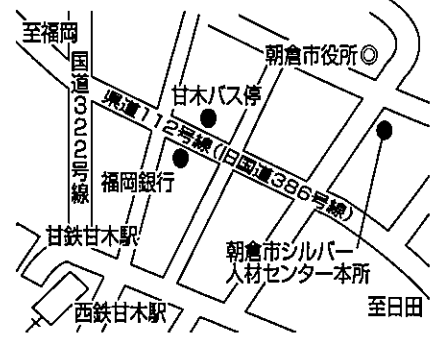 至福岡
朝倉市役所◎
国道322号線
甘木バス停
県道112号線(旧国道386号線)
福岡銀行
甘鉄甘木駅
朝倉市シルバー
人材センター本所
西鉄甘木駅
至日田